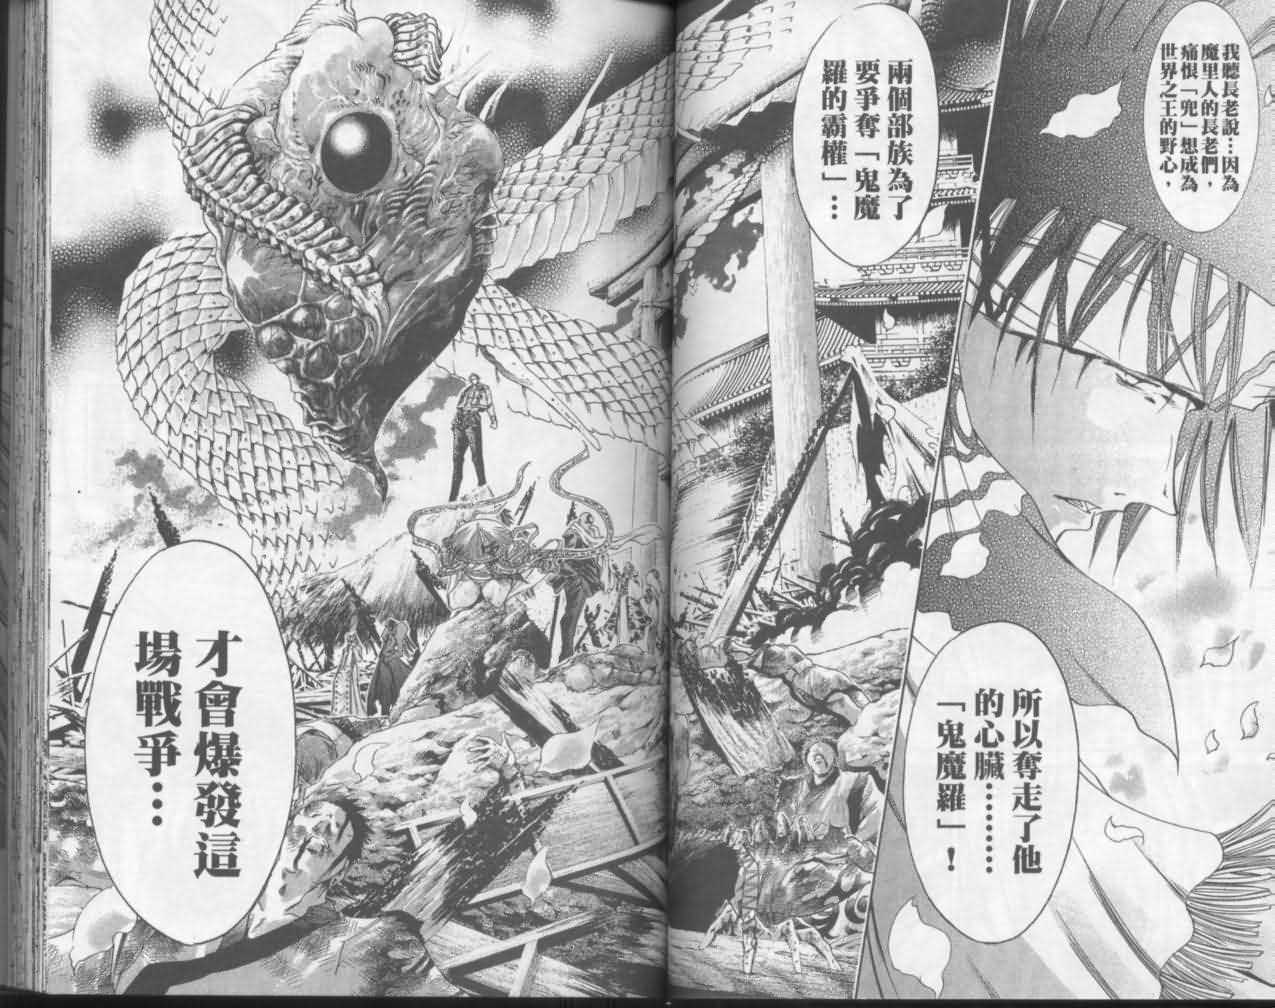 我聽長老說…因為
魔里人的長老們，
痛恨「兜」想成為
世界之王的野心，
所以奪走了他
的心臟…………
「鬼魔羅」！
兩個部族為了
要爭奪「鬼魔
羅的霸權」…
才會爆發這
場戰爭…